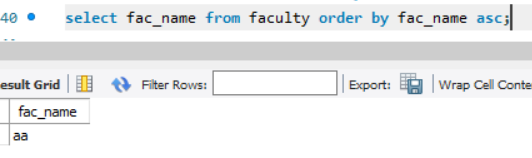 40 select fac_name from faculty order by fac_name asc;
esult Grid Filter Rows: Export: Wrap Cell Conte
fac_name
aa